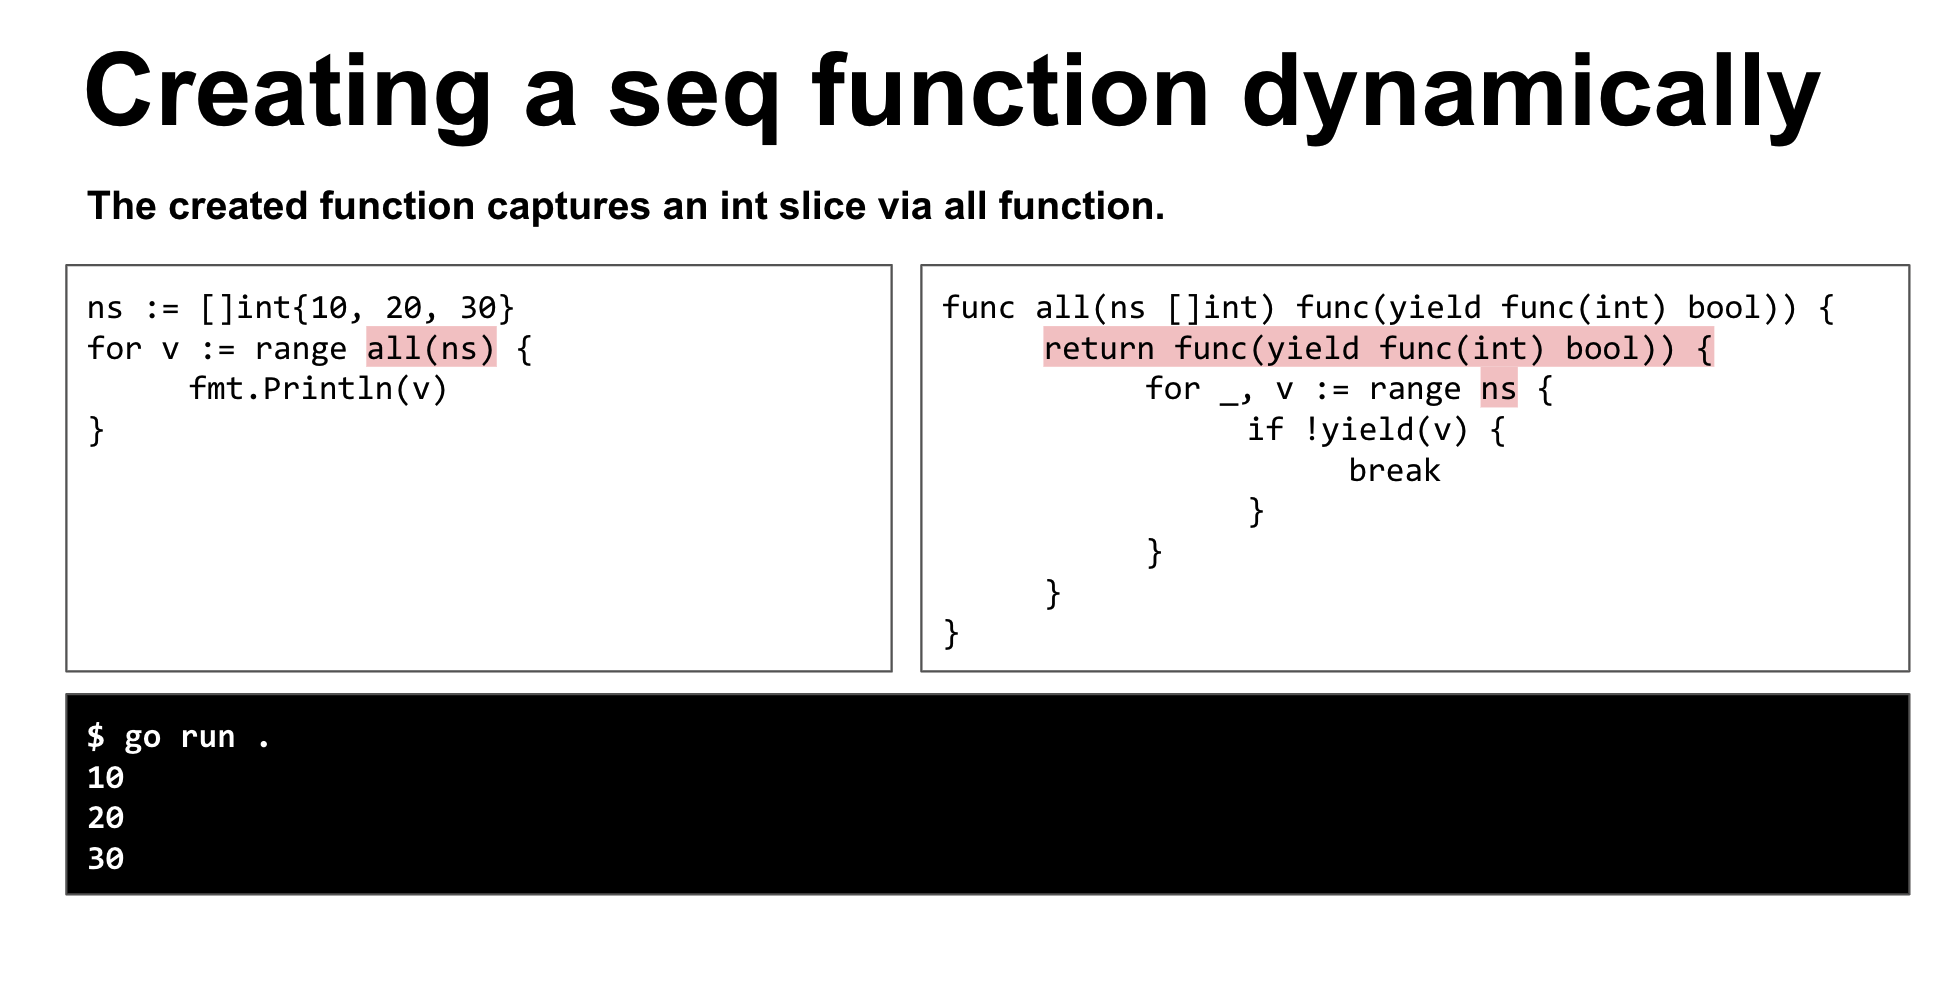 Creating a seq function dynamically
The created function captures an int slice via all function.
ns := []int{10, 20, 30}
for v := range all(ns) {
fmt.Println(v)
}
func all(ns []int) func(yield func(int) bool)) {
return func(yield func(int) bool)) {
for _, v := range ns {
if !yield(v) {
break
}
}
}
}
$ go run .
10
20
30